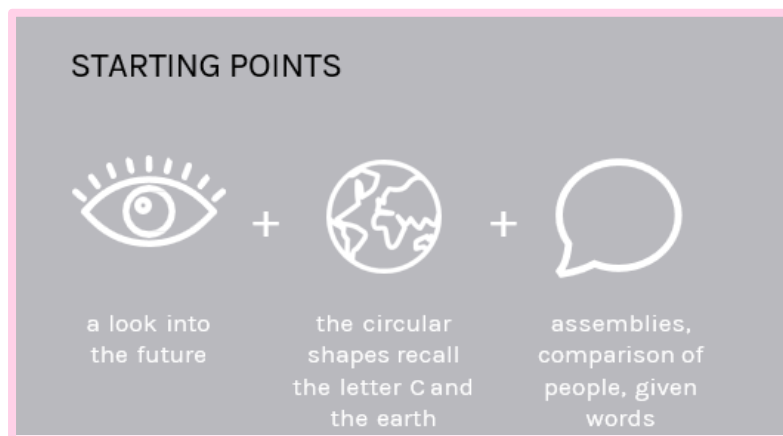 STARTING POINTS
+ +
a look into
the future
the circular
shapes recall
the letter C and
the earth
assemblies,
comparison of
people, given
words